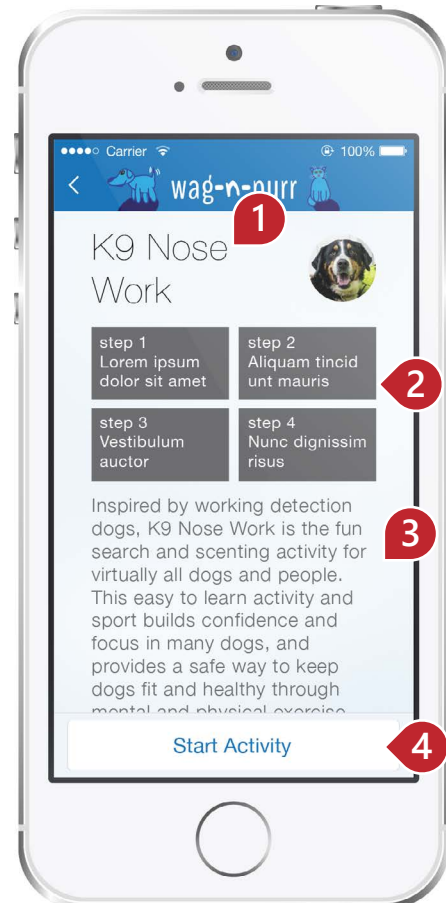 Carrier 100%
wag-n-purr
1
K9 Nose
Work
step 1
Lorem ipsum
dolor sit amet
step 2
Aliquam tincid
unt mauris
2
step 3
Vestibulum
auctor
step 4
Nunc dignissim
risus
Inspired by working detection
dogs, K9 Nose Work is the fun
3
search and scenting activity for
virtually all dogs and people.
This easy to learn activity and
sport builds confidence and
focus in many dogs, and
provides a safe way to keep
dogs fit and healthy through
mental and physical exercise
Start Activity
4